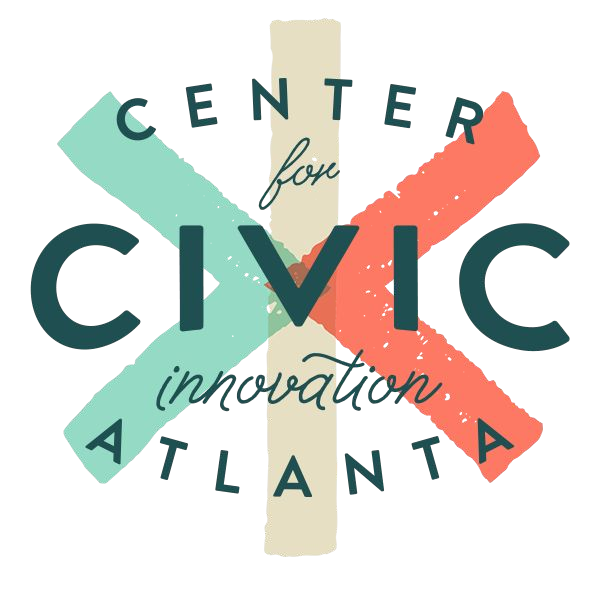 CENTER
for
CIVIC
innovation
ATLANTA